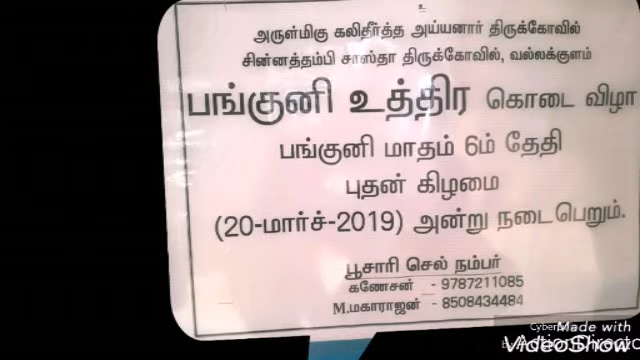 உ
அருள்மிகு கலிதீர்த்த அய்யனார் திருக்கோவில்
சின்னத்தம்பி சாஸ்தா திருக்கோவில், வல்லக்குளம்
பங்குனி உத்திர கொடை விழா
பங்குனி மாதம் 6ம் தேதி
புதன் கிழமை
(20-மார்ச்-2019) அன்று நடைபெறும்.
பூசாரி செல் நம்பர்
கணேசன் - 9787211085
M.மகாராஜன் - 8508434484
Made with
VideoShow